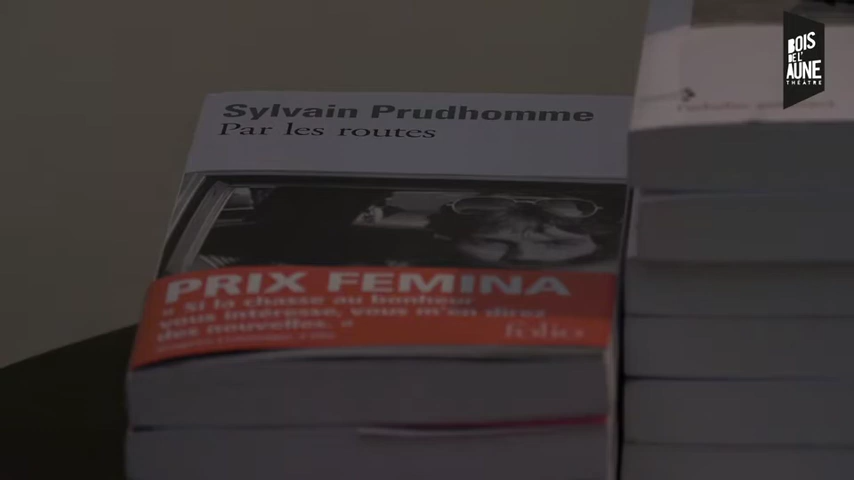 BOIS
DE L'
AUNE
THÉÂTRE
Sylvain Prudhomme
Par les routes
PRIX FEMINA
« Si la chasse au bonheur
vous intéresse, vous m'en direz
des nouvelles. »
folio